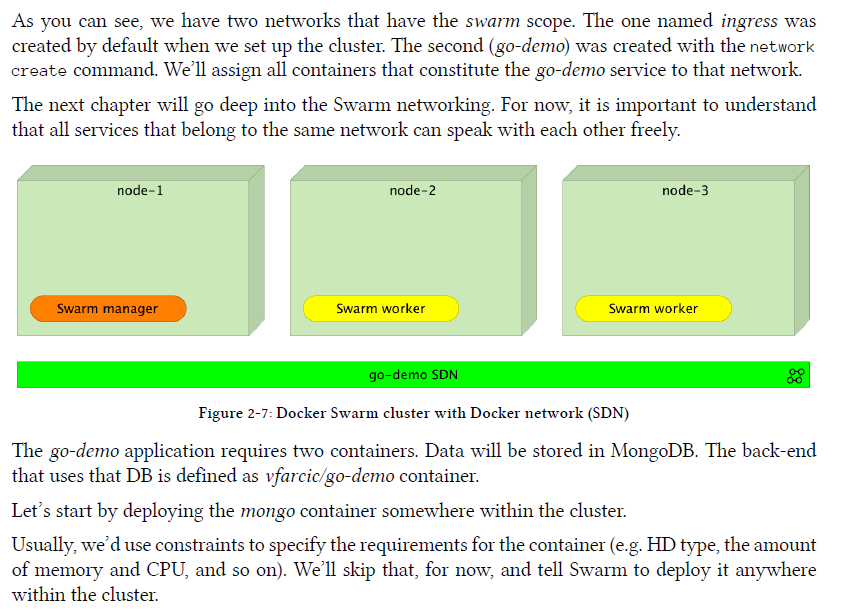 As you can see, we have two networks that have the swarm scope. The one named ingress was
created by default when we set up the cluster. The second (go-demo) was created with the network
create command. We’ll assign all containers that constitute the go-demo service to that network.
The next chapter will go deep into the Swarm networking. For now, it is important to understand
that all services that belong to the same network can speak with each other freely.
node-1
node-2
node-3
Swarm manager
Swarm worker
Swarm worker
go-demo SDN
Figure 2-7: Docker Swarm cluster with Docker network (SDN)
The go-demo application requires two containers. Data will be stored in MongoDB. The back-end
that uses that DB is defined as vfarcic/go-demo container.
Let’s start by deploying the mongo container somewhere within the cluster.
Usually, we’d use constraints to specify the requirements for the container (e.g. HD type, the amount
of memory and CPU, and so on). We’ll skip that, for now, and tell Swarm to deploy it anywhere
within the cluster.